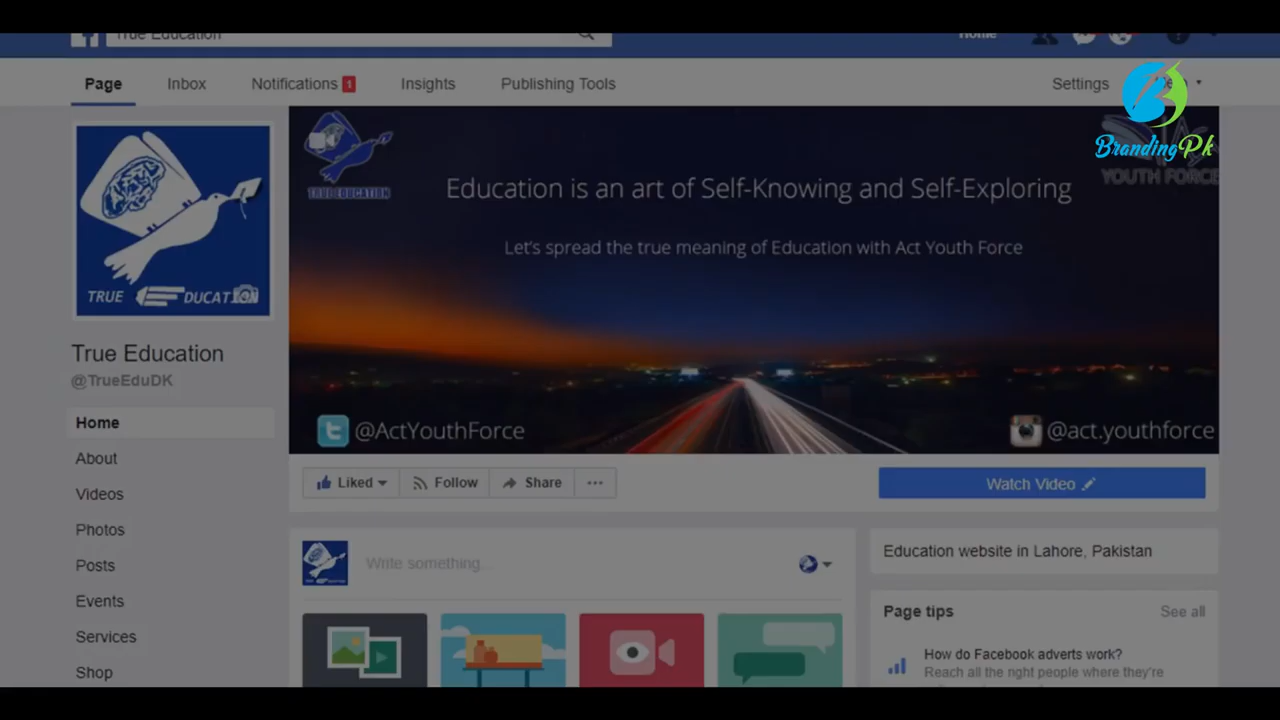 True Education
Home
Page
Inbox
Notifications 1
Insights
Publishing Tools
Settings
BrandingPk
TRUE EDUCATION
YOUTH FORCE
Education is an art of Self-Knowing and Self-Exploring
Let's spread the true meaning of Education with Act Youth Force
TRUE EDUCATION
True Education
@TrueEduDK
@ActYouthForce
@act.youthforce
Home
About
Videos
Photos
Posts
Events
Services
Shop
Liked
Follow
Share
Watch Video
Write something...
Education website in Lahore, Pakistan
Page tips
See all
How do Facebook adverts work?
Reach all the right people where they're